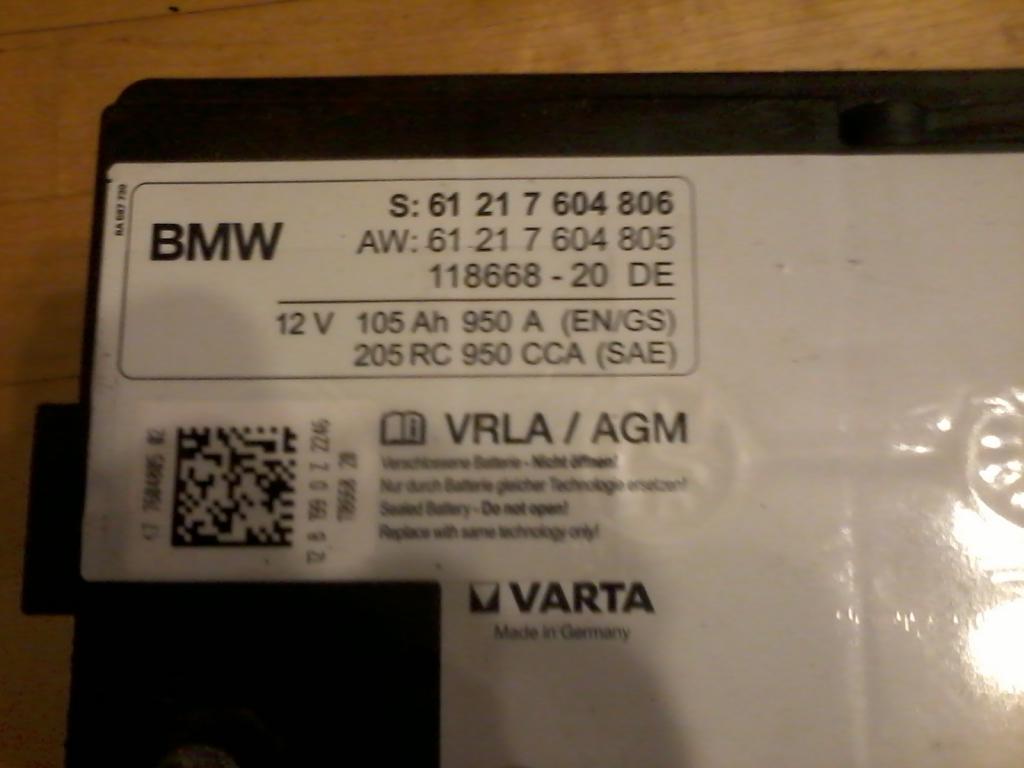 S: 61 21 7 604 806
BMW
AW: 61 21 7 604 805
118668 - 20 DE
12 V 105 Ah 950 A (EN/GS)
205 RC 950 CCA (SAE)
VRLA / AGM
Verschlossene Batterie - Nicht öffnen!
Nur durch Batterie gleicher Technologie ersetzen!
Sealed Battery - Do not open!
Replace with same technology only!
VARTA
Made in Germany